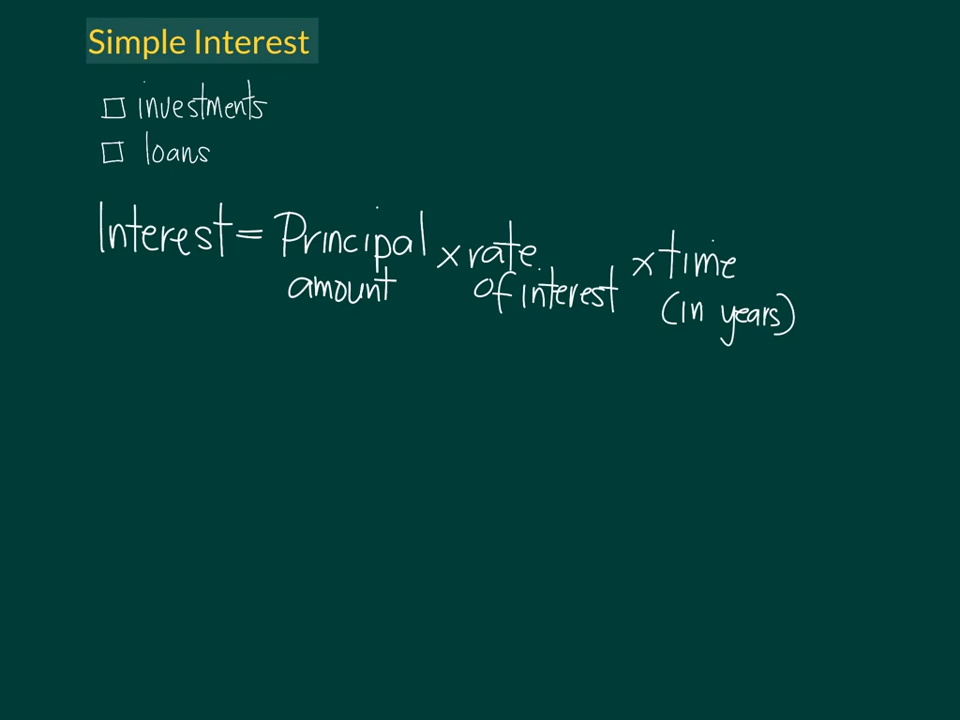 Simple Interest
□ investments
□ loans
Interest = Principal x rate x time
amount of interest (in years)